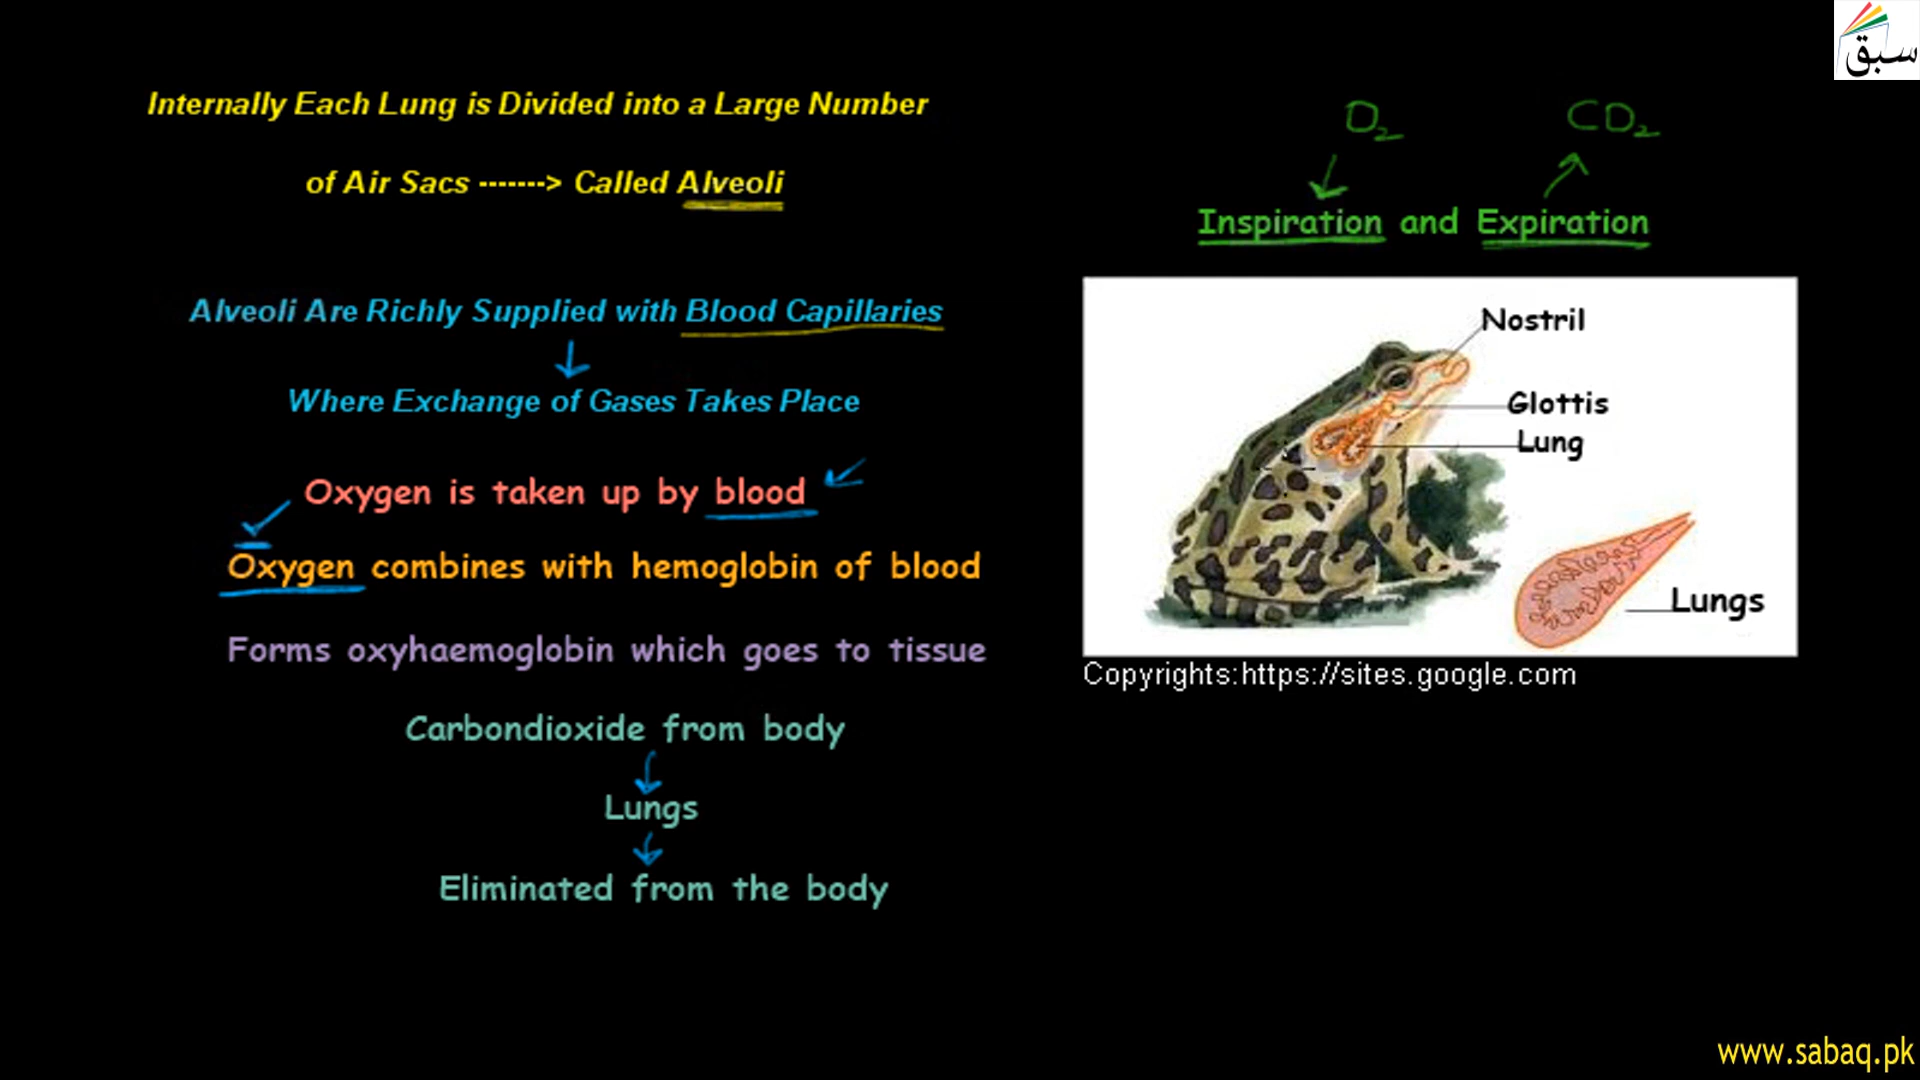 Internally Each Lung is Divided into a Large Number
of Air Sacs -------> Called Alveoli
Alveoli Are Richly Supplied with Blood Capillaries
Where Exchange of Gases Takes Place
Oxygen is taken up by blood
Oxygen combines with hemoglobin of blood
Forms oxyhaemoglobin which goes to tissue
Carbondioxide from body
Lungs
Eliminated from the body
سبق
O2 CO2
Inspiration and Expiration
Nostril
Glottis
Lung
Lungs
Copyrights:https://sites.google.com
www.sabaq.pk